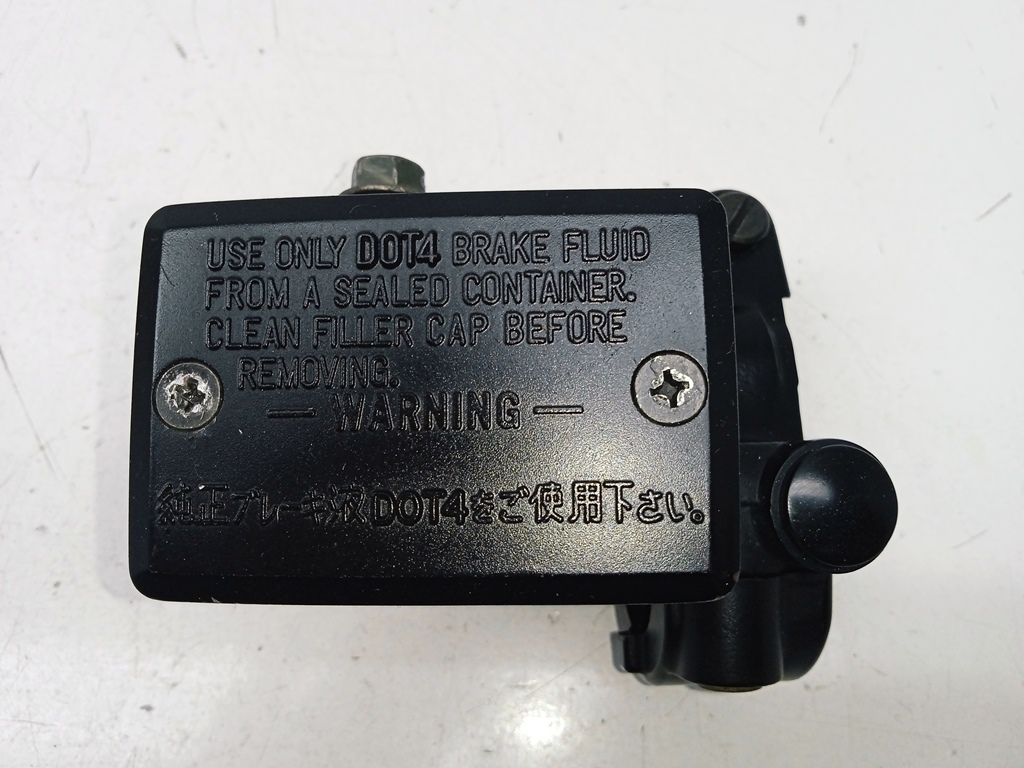 USE ONLY DOT4 BRAKE FLUID
FROM A SEALED CONTAINER.
CLEAN FILLER CAP BEFORE
REMOVING.
— WARNING —
純正ブレーキ液DOT4をご使用下さい。